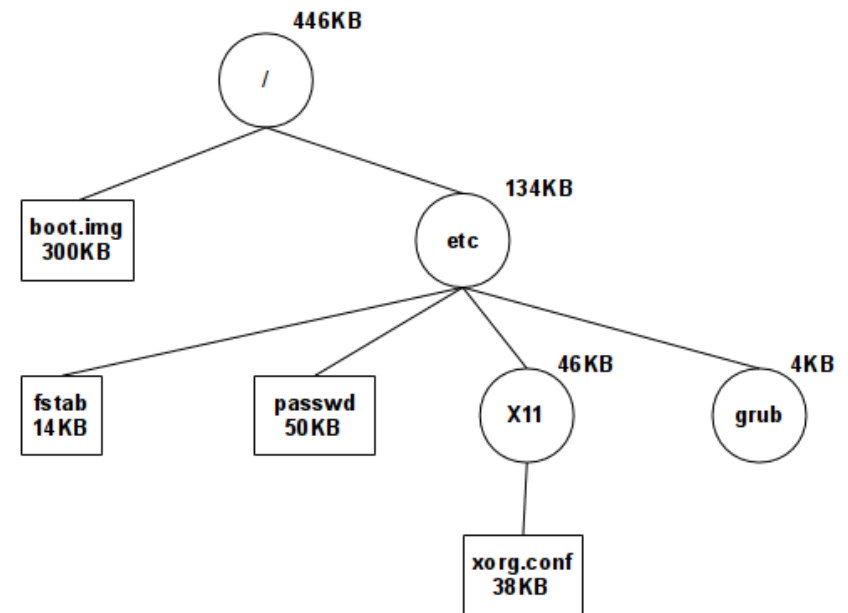 446KB
/
134KB
boot.img
300KB
etc
46KB
4KB
fstab
14KB
passwd
50KB
X11
grub
xorg.conf
38KB